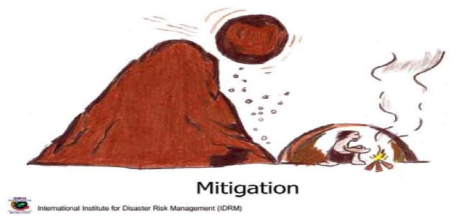 Mitigation
International Institute for Disaster Risk Management (IDRM)